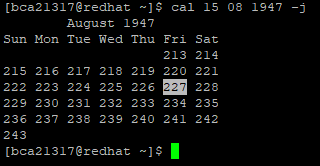 [bca21317@redhat ~]$ cal 15 08 1947 -j
August 1947
Sun Mon Tue Wed Thu Fri Sat
213 214
215 216 217 218 219 220 221
222 223 224 225 226 227 228
229 230 231 232 233 234 235
236 237 238 239 240 241 242
243
[bca21317@redhat ~]$